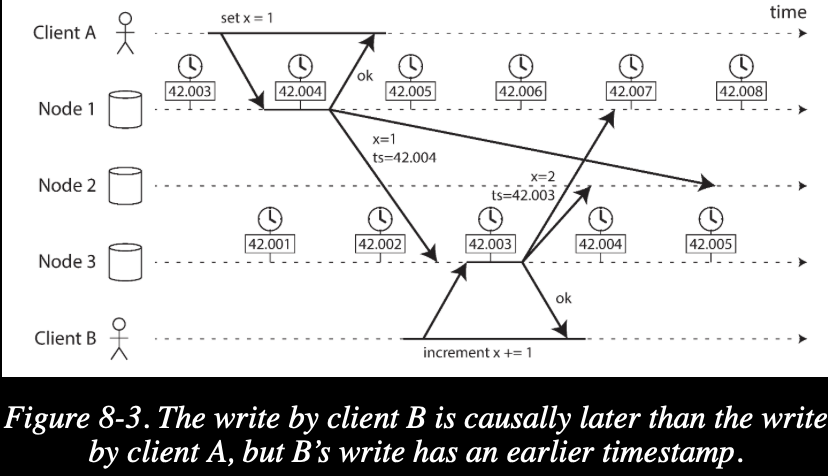 time
set x = 1
Client A
ok
42.003 42.004 42.005 42.006 42.007 42.008
Node 1
x=1
ts=42.004
Node 2
x=2
ts=42.003
42.001 42.002 42.003 42.004 42.005
Node 3
ok
Client B
increment x += 1
Figure 8-3. The write by client B is causally later than the write
by client A, but B’s write has an earlier timestamp.